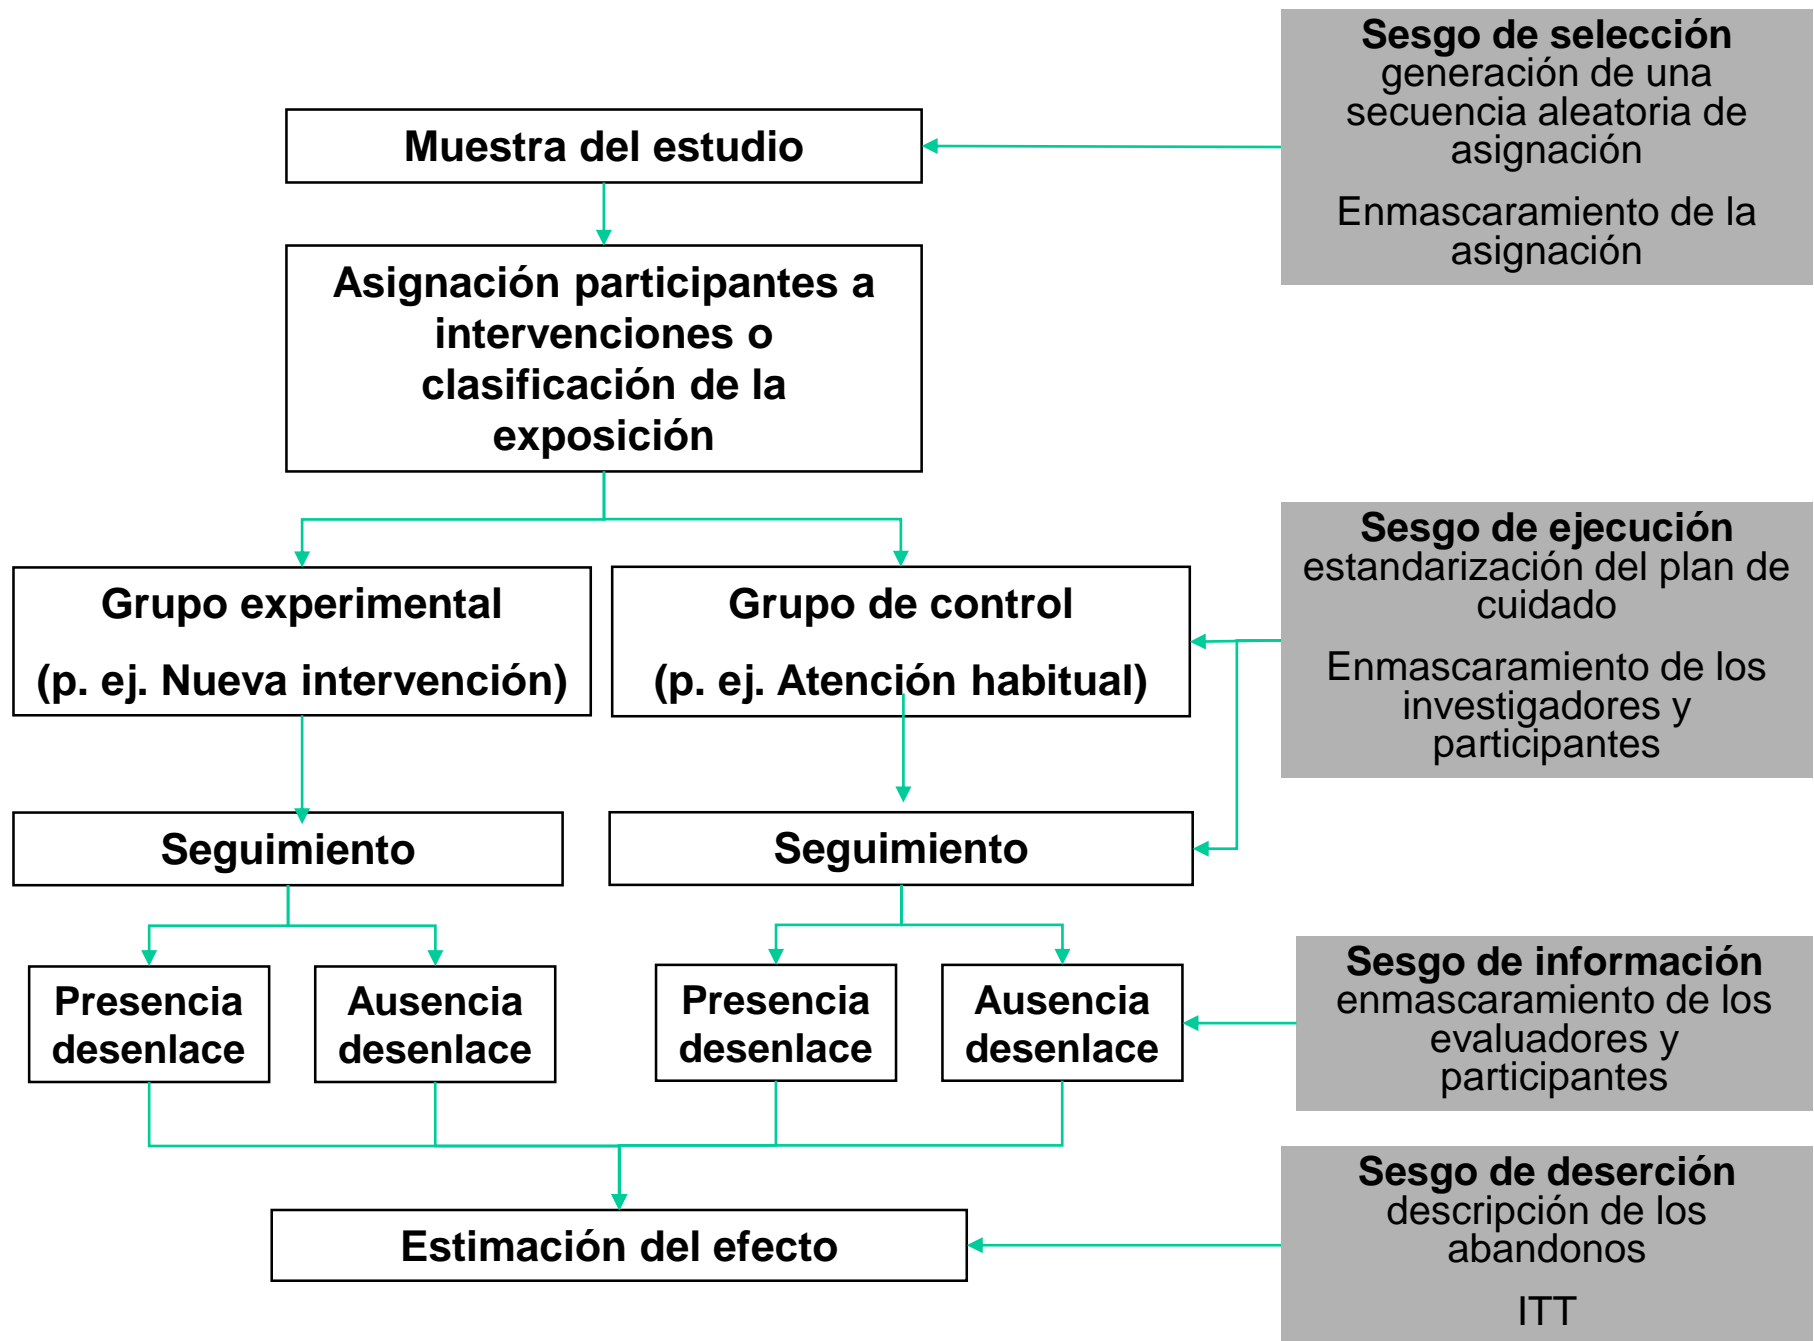 Sesgo de selección
generación de una
secuencia aleatoria de
asignación
Enmascaramiento de la
asignación
Muestra del estudio
Asignación participantes a
intervenciones o
clasificación de la
exposición
Sesgo de ejecución
estandarización del plan de
cuidado
Enmascaramiento de los
investigadores y
participantes
Grupo experimental
(p. ej. Nueva intervención)
Grupo de control
(p. ej. Atención habitual)
Seguimiento
Seguimiento
Presencia
desenlace
Ausencia
desenlace
Presencia
desenlace
Ausencia
desenlace
Sesgo de información
enmascaramiento de los
evaluadores y
participantes
Estimación del efecto
Sesgo de deserción
descripción de los
abandonos
ITT